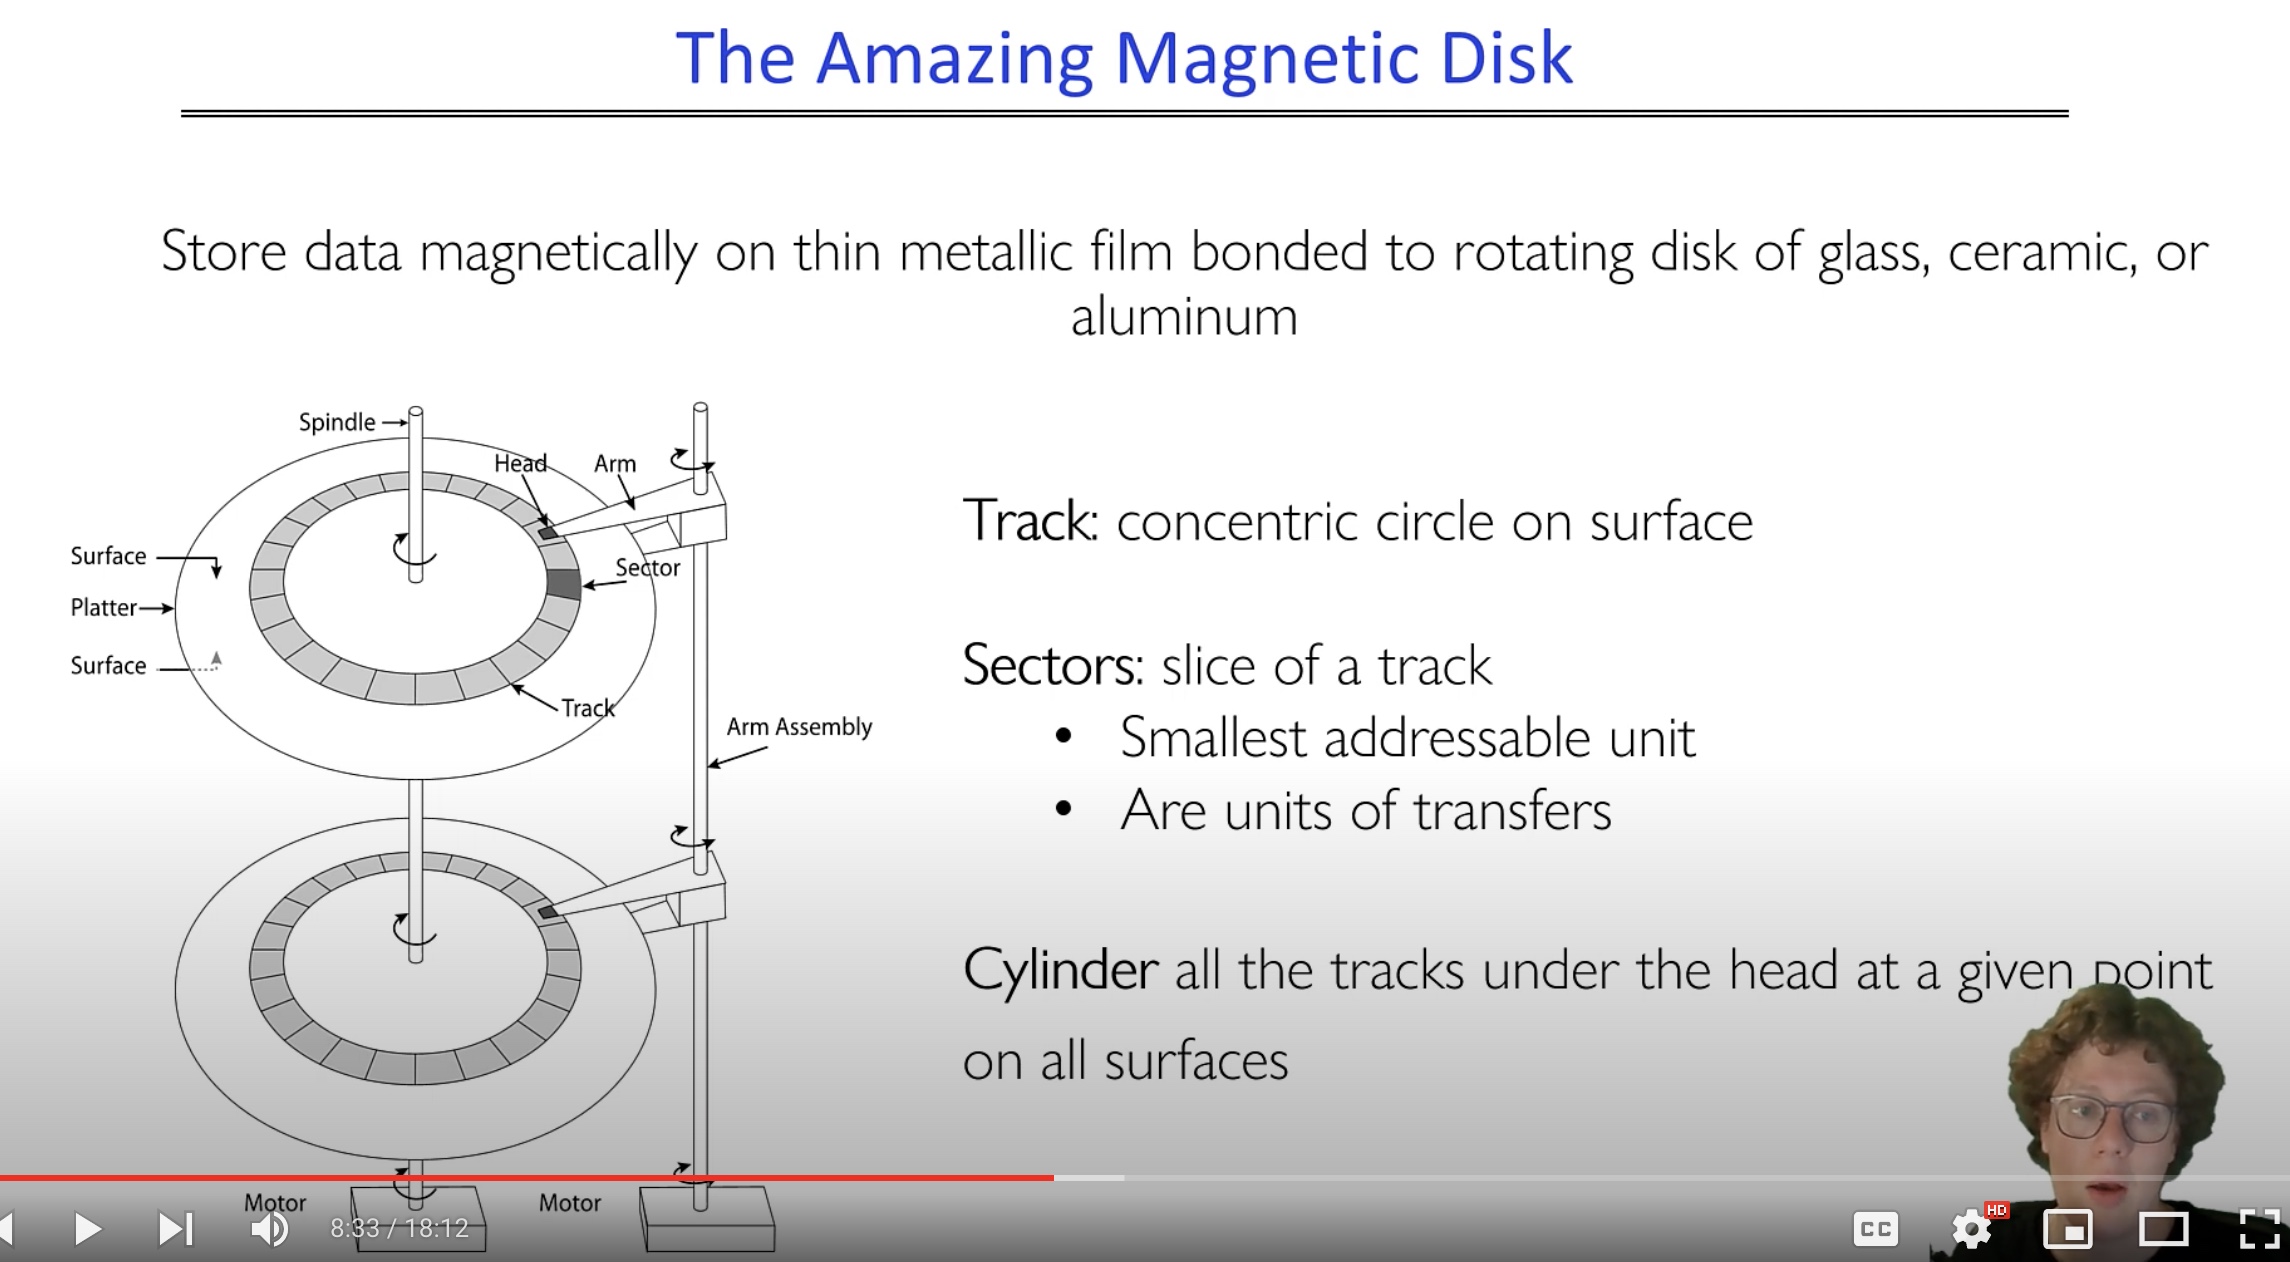 The Amazing Magnetic Disk
Store data magnetically on thin metallic film bonded to rotating disk of glass, ceramic, or
aluminum
Spindle
Head
Arm
Surface
Sector
Platter
Surface
Track
Arm Assembly
Motor
Motor
Track: concentric circle on surface
Sectors: slice of a track
• Smallest addressable unit
• Are units of transfers
Cylinder all the tracks under the head at a given point
on all surfaces
8:33 / 18:12
CC
HD